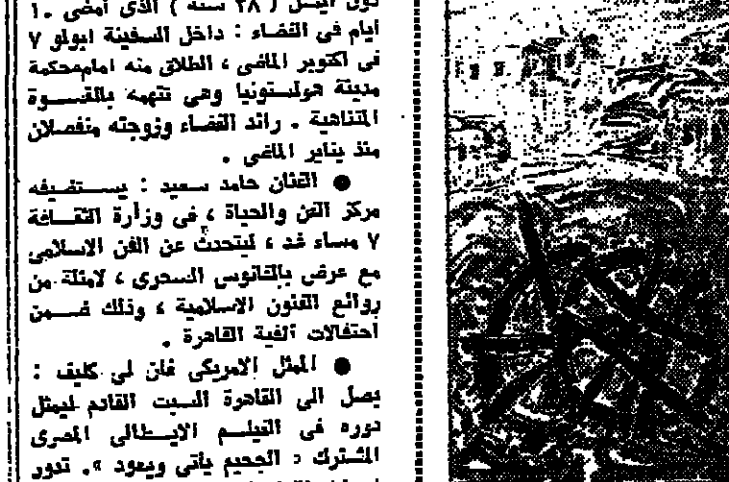 دون ايسل ( ٣٨ سنة ) الذى أمضى ١٠
أيام فى الفضاء : داخل السفينة ابولو ٧
فى اكتوبر الماضى ، الطلاق منه امام محكمة
مدينة هولستونيا وهى تتهمه بالقسوة
المتناهية . رائد الفضاء وزوجته منفصلان
منذ يناير الماضى .
● الفنان حامد سعيد : يستضيفه
مركز الفن والحياة ، فى وزارة الثقافة
٧ مساء غد ، ليتحدث عن الفن الاسلامى
مع عرض بالفانوس السحرى ، لامثلة من
روائع الفنون الاسلامية ، وذلك ضمن
احتفالات ألفية القاهرة .
● الممثل الامريكى فان لى كليف :
يصل الى القاهرة السبت القادم ليمثل
دوره فى الفيلم الايطالى المصرى
المشترك « الجحيم يأتى ويعود » . تدور